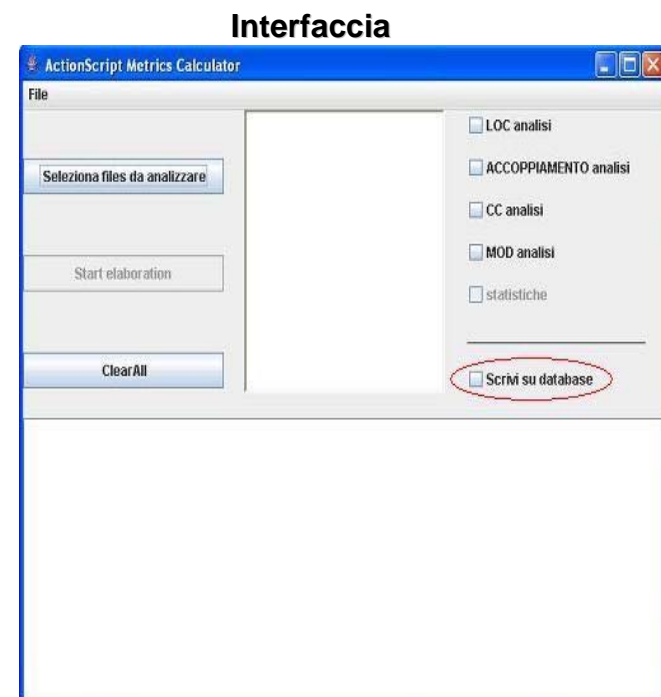 Interfaccia
ActionScript Metrics Calculator
File
Seleziona files da analizzare
Start elaboration
ClearAll
LOC analisi
ACCOPPIAMENTO analisi
CC analisi
MOD analisi
statistiche
Scrivi su database